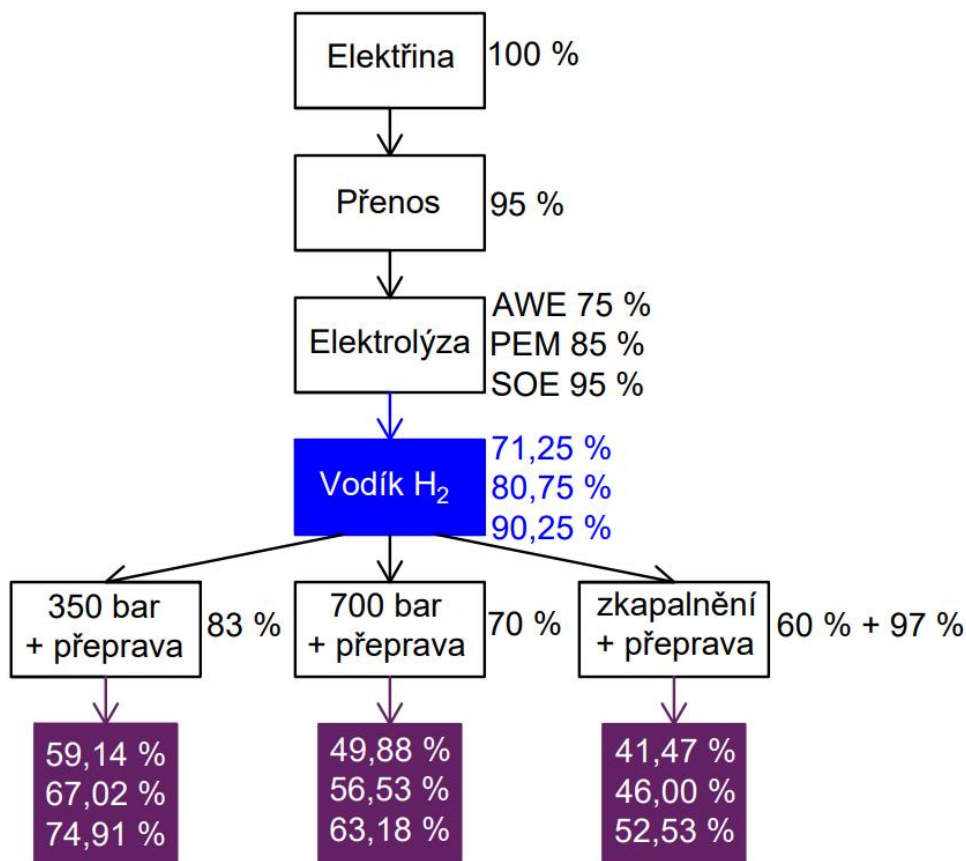 Elektřina
100 %
Přenos
95 %
Elektrolýza
AWE 75 %
PEM 85 %
SOE 95 %
Vodík H₂
71,25 %
80,75 %
90,25 %
350 bar
+ přeprava
83 %
700 bar
+ přeprava
70 %
zkapalnění
+ přeprava
60 % + 97 %
59,14 %
67,02 %
74,91 %
49,88 %
56,53 %
63,18 %
41,47 %
46,00 %
52,53 %